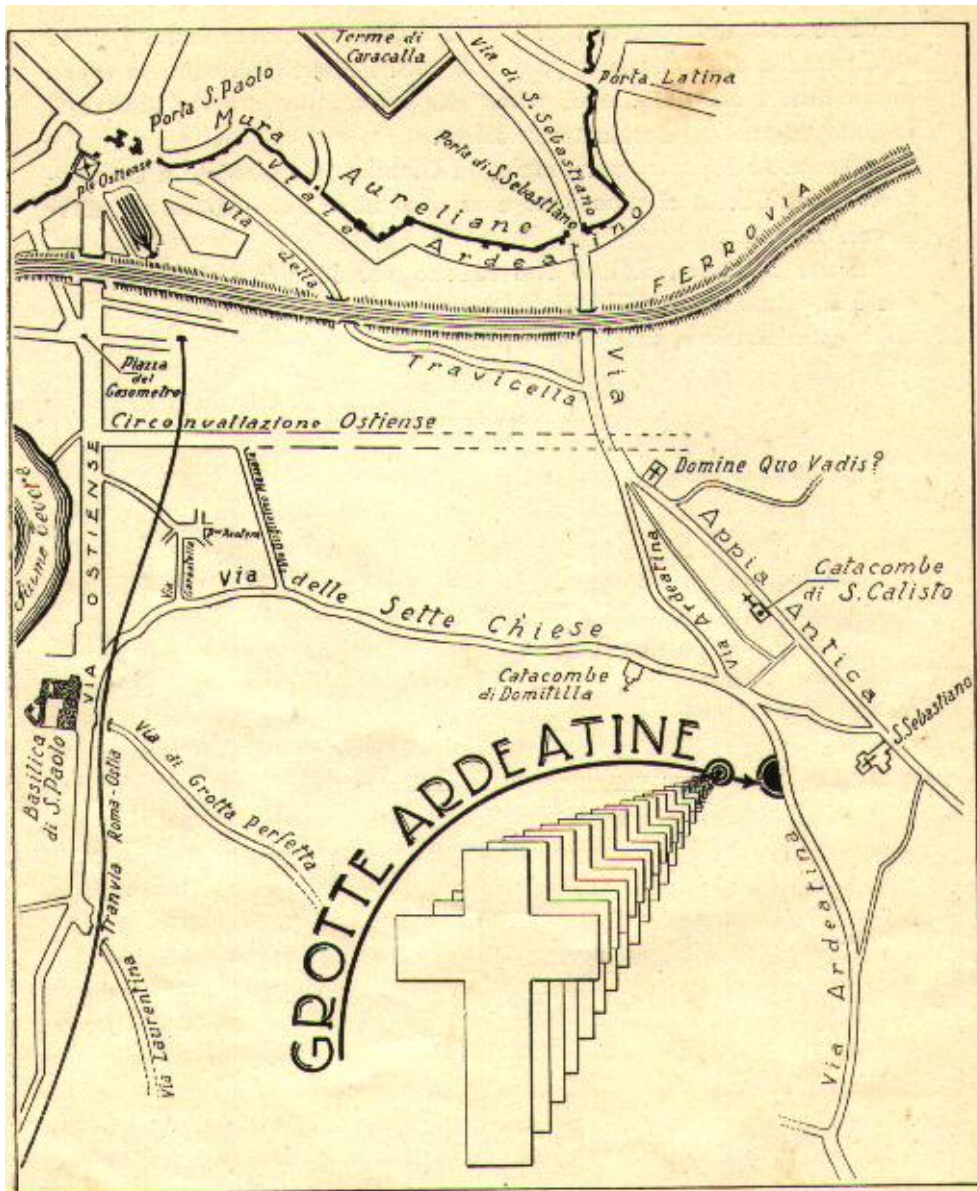 Terme di
Caracalla
Via di S. Sebastiano
Porta Latina
Porta S. Paolo
Mura
Aureliano
Porta di S. Sebastiano
Viale Ardeatino
p.le Ostiense
Via della
Travicella
FERROVIA
Via
Piazza
del
Gasometro
Circonvallazione Ostiense
Domine Quo Vadis?
Appia Antica
Fiume Tevere
VIA OSTIENSE
Via
Via delle Sette Chiese
Via Ardeatina
Catacombe
di S. Calisto
Catacombe
di Domitilla
S. Sebastiano
Basilica
di S. Paolo
Via di Grotta perfetta
GROTTE ARDEATINE
Tranvia Roma-Ostia
Via Laurentina
Via Ardeatina